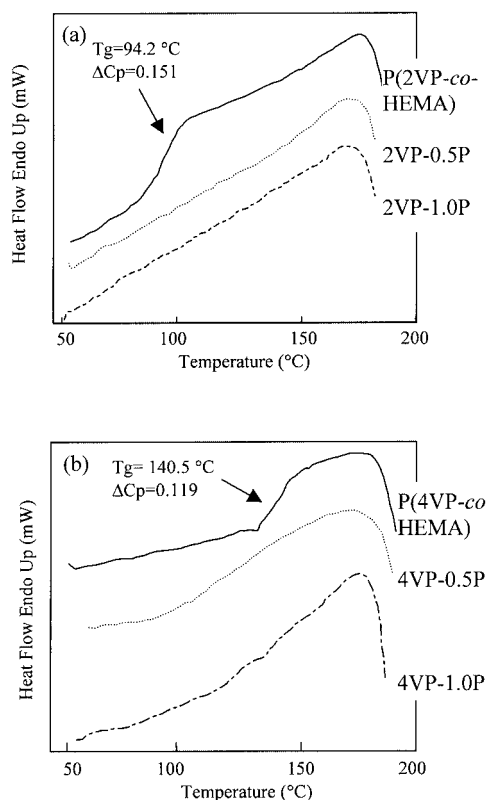 (a)
Tg=94.2 °C
ΔCp=0.151
P(2VP-co-
HEMA)
2VP-0.5P
2VP-1.0P
Heat Flow Endo Up (mW)
50 100 150 200
Temperature (°C)
(b)
Tg= 140.5 °C
ΔCp=0.119
P(4VP-co
HEMA)
4VP-0.5P
4VP-1.0P
Heat Flow Endo Up (mW)
50 100 150 200
Temperature (°C)